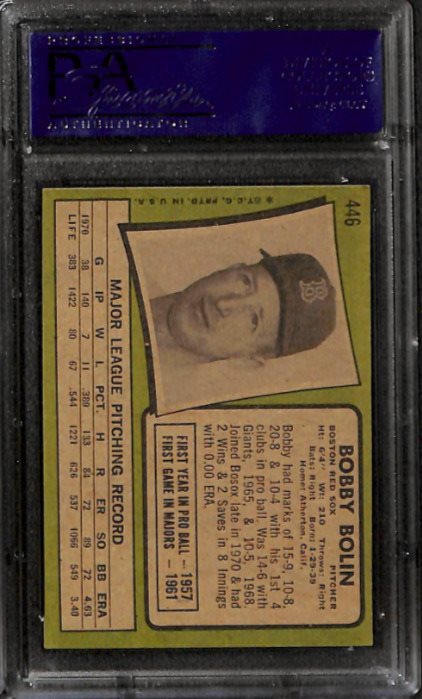 PSA
AUTHENTICATION
446
BOBBY BOLIN
BOSTON RED SOX PITCHER
Ht: 6'4" Wt: 210 Throws: Right
Bats: Right Born: 1-29-39
Home: Atherton, Calif.
Bobby had marks of 15-9, 10-8,
20-8 & 10-4 with his 1st 4
clubs in pro ball. Was 14-6 with
Giants, 1965, & 10-5, 1968.
Joined Bosox late in 1970 & had
2 Wins & 2 Saves in 8 Innings
with 0.00 ERA.
FIRST YEAR IN PRO BALL — 1957
FIRST GAME IN MAJORS — 1961
B
*©T.C.G. PRTD. IN U.S.A.
MAJOR LEAGUE PITCHING RECORD
G IP W L PCT. H R ER SO BB ERA
1970 38 140 7 11 .389 133 84 72 89 72 4.63
LIFE 383 1422 80 67 .544 1221 626 537 1066 549 3.40